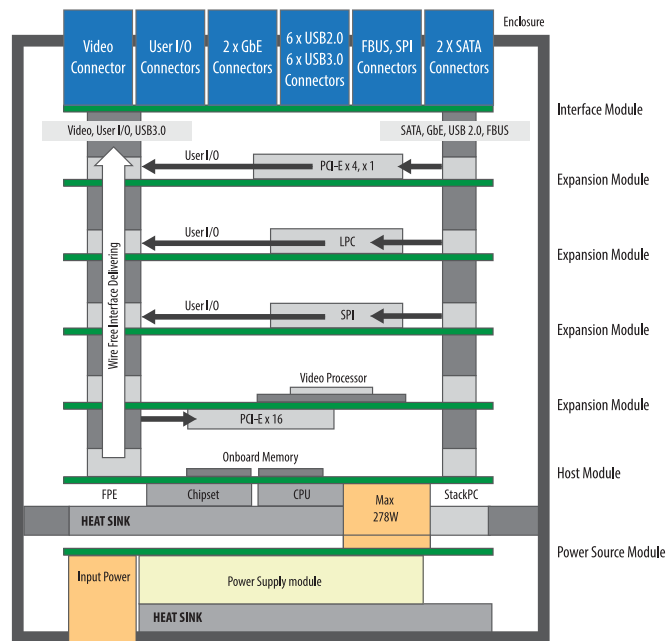 Enclosure
Video
Connector
User I/O
Connectors
2 x GbE
Connectors
6 x USB2.0
6 x USB3.0
Connectors
FBUS, SPI
Connectors
2 X SATA
Connectors
Interface Module
Video, User I/O, USB3.0
SATA, GbE, USB 2.0, FBUS
User I/O
PCI-E x 4, x 1
Expansion Module
User I/O
LPC
Expansion Module
User I/O
SPI
Expansion Module
Wire Free Interface Delivering
Video Processor
Expansion Module
PCI-E x 16
Onboard Memory
Host Module
FPE
Chipset
CPU
Max
278W
StackPC
HEAT SINK
Power Source Module
Input Power
Power Supply module
HEAT SINK